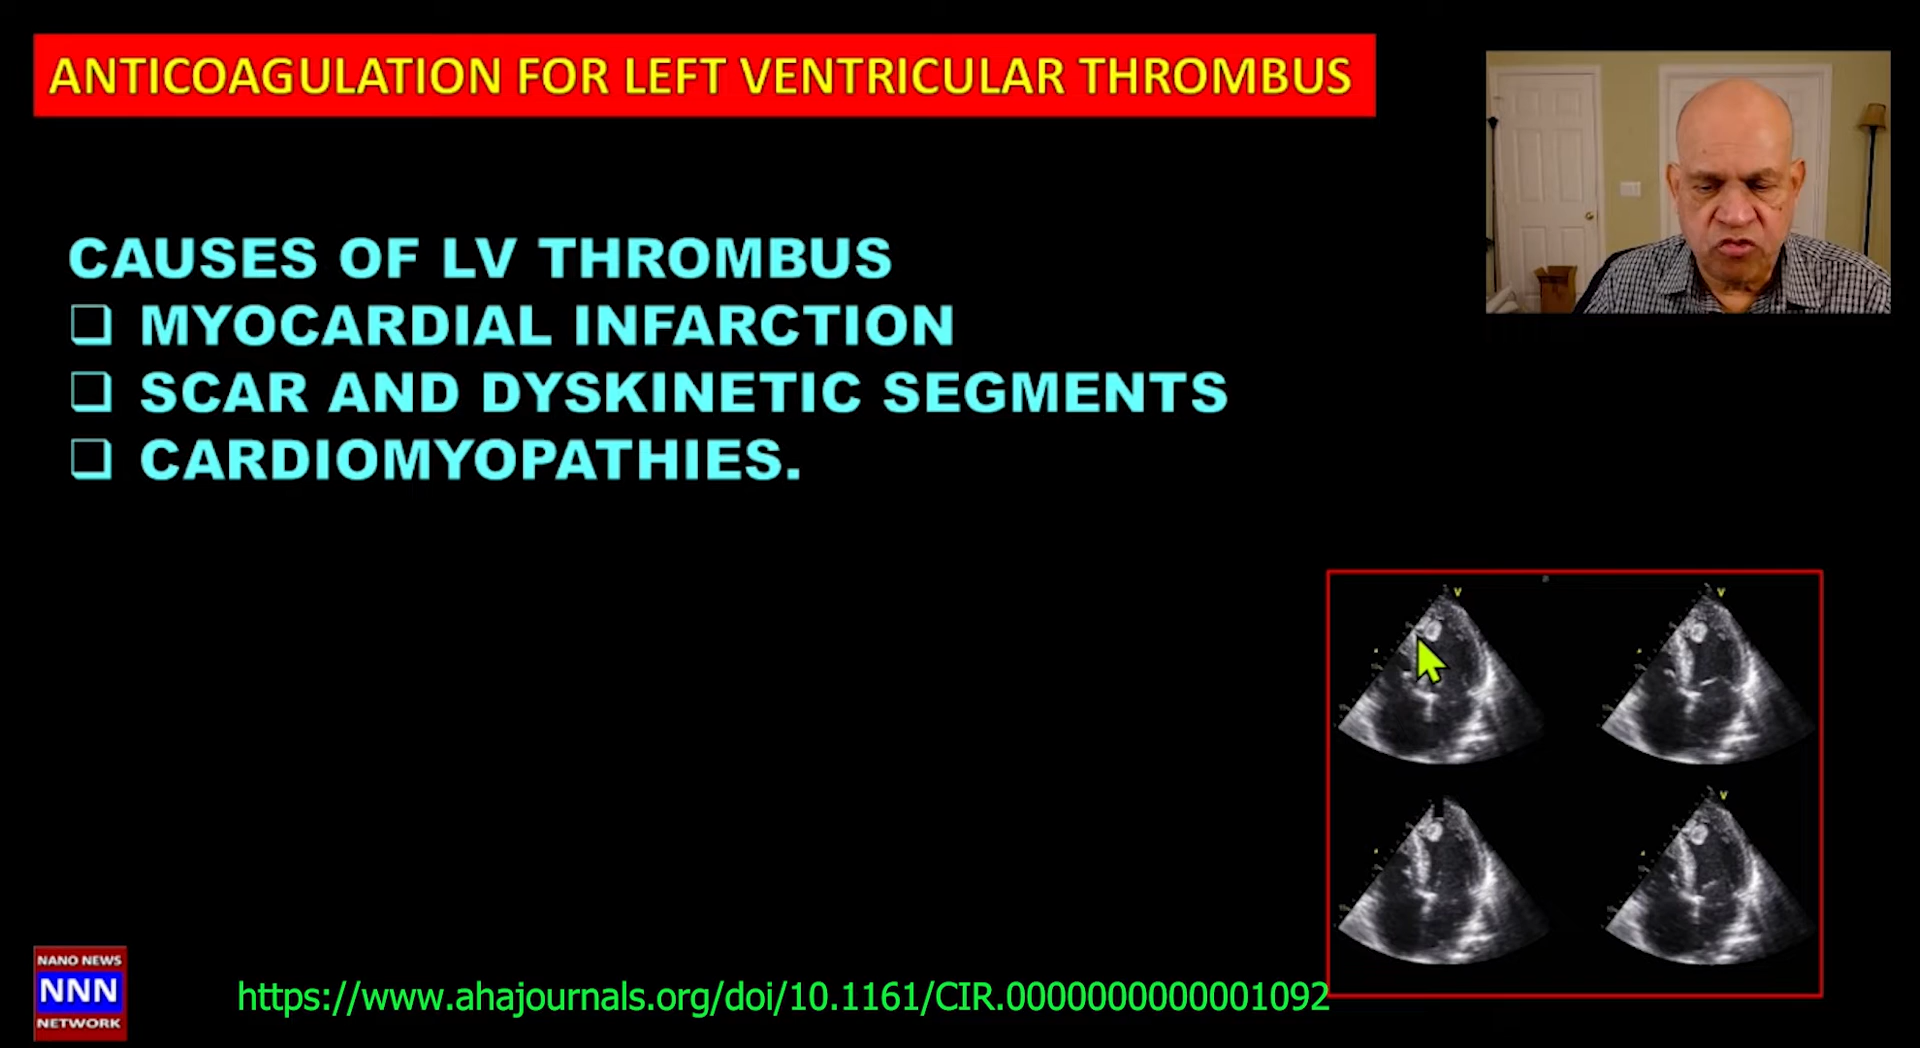 ANTICOAGULATION FOR LEFT VENTRICULAR THROMBUS
CAUSES OF LV THROMBUS
❑ MYOCARDIAL INFARCTION
❑ SCAR AND DYSKINETIC SEGMENTS
❑ CARDIOMYOPATHIES.
V
V
V
NANO NEWS
NNN
NETWORK
https://www.ahajournals.org/doi/10.1161/CIR.0000000000001092